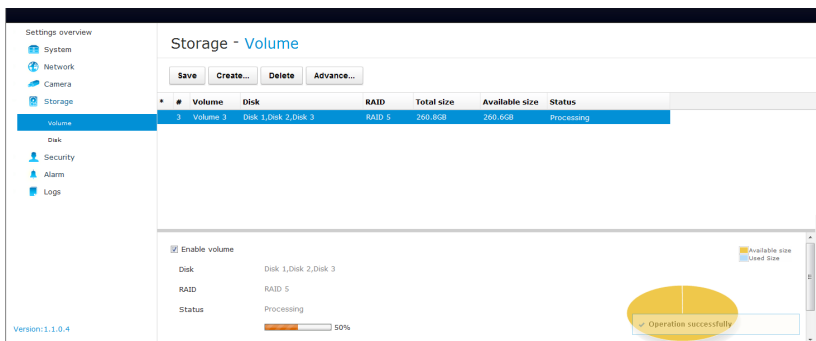 Settings overview
System
Network
Camera
Storage
Volume
Disk
Security
Alarm
Logs
Version:1.1.0.4
Storage - Volume
Save Create... Delete Advance...
* # Volume Disk RAID Total size Available size Status
3 Volume 3 Disk 1,Disk 2,Disk 3 RAID 5 260.8GB 260.6GB Processing
Enable volume
Disk Disk 1,Disk 2,Disk 3
RAID RAID 5
Status Processing
50%
Available size
Used Size
Operation successfully